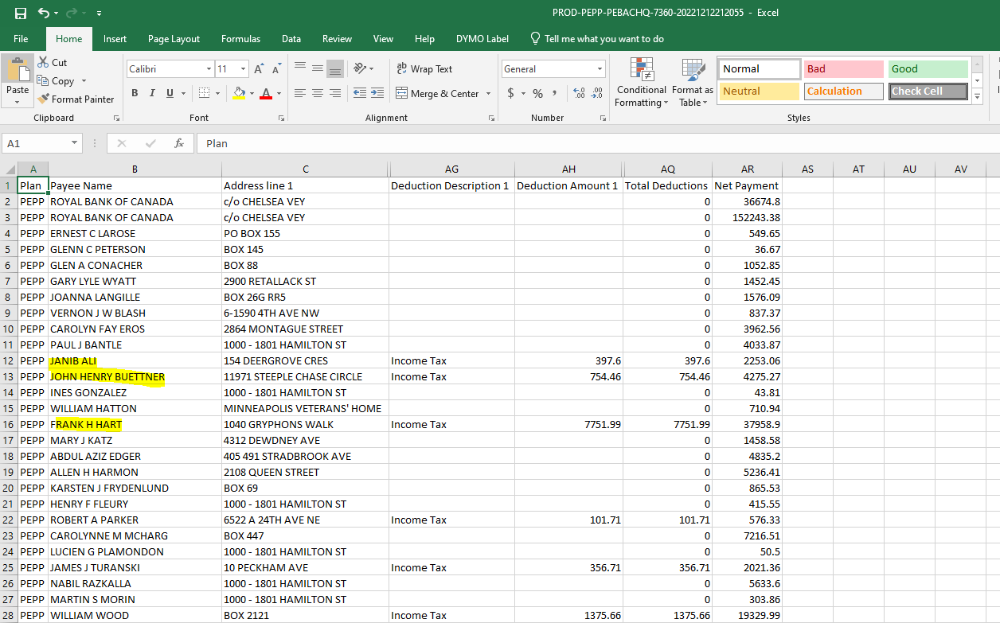 PROD-PEPP-PEBACHQ-7360-20221212212055 - Excel
File Home Insert Page Layout Formulas Data Review View Help DYMO Label Tell me what you want to do
Paste
Cut
Copy
Format Painter
Clipboard
Calibri 11
B I U
Font
Wrap Text
Merge & Center
Alignment
General
$ % ,
Number
Conditional Formatting
Format as Table
Normal Bad Good
Neutral Calculation Check Cell
Styles
A1 fx Plan
A B C AG AH AQ AR AS AT AU AV
1 Plan Payee Name Address line 1 Deduction Description 1 Deduction Amount 1 Total Deductions Net Payment
2 PEPP ROYAL BANK OF CANADA c/o CHELSEA VEY 0 36674.8
3 PEPP ROYAL BANK OF CANADA c/o CHELSEA VEY 0 152243.38
4 PEPP ERNEST C LAROSE PO BOX 155 0 549.65
5 PEPP GLENN C PETERSON BOX 145 0 36.67
6 PEPP GLEN A CONACHER BOX 88 0 1052.85
7 PEPP GARY LYLE WYATT 2900 RETALLACK ST 0 1452.45
8 PEPP JOANNA LANGILLE BOX 26G RR5 0 1576.09
9 PEPP VERNON J W BLASH 6-1590 4TH AVE NW 0 837.37
10 PEPP CAROLYN FAY EROS 2864 MONTAGUE STREET 0 3962.56
11 PEPP PAUL J BANTLE 1000 - 1801 HAMILTON ST 0 4033.87
12 PEPP JANIB ALI 154 DEERGROVE CRES Income Tax 397.6 397.6 2253.06
13 PEPP JOHN HENRY BUETTNER 11971 STEEPLE CHASE CIRCLE Income Tax 754.46 754.46 4275.27
14 PEPP INES GONZALEZ 1000 - 1801 HAMILTON ST 0 43.81
15 PEPP WILLIAM HATTON MINNEAPOLIS VETERANS' HOME 0 710.94
16 PEPP FRANK H HART 1040 GRYPHONS WALK Income Tax 7751.99 7751.99 37958.9
17 PEPP MARY J KATZ 4312 DEWDNEY AVE 0 1458.58
18 PEPP ABDUL AZIZ EDGER 405 491 STRADBROOK AVE 0 4835.2
19 PEPP ALLEN H HARMON 2108 QUEEN STREET 0 5236.41
20 PEPP KARSTEN J FRYDENLUND BOX 69 0 865.53
21 PEPP HENRY F FLEURY 1000 - 1801 HAMILTON ST 0 415.55
22 PEPP ROBERT A PARKER 6522 A 24TH AVE NE Income Tax 101.71 101.71 576.33
23 PEPP CAROLYNNE M MCHARG BOX 447 0 7216.51
24 PEPP LUCIEN G PLAMONDON 1000 - 1801 HAMILTON ST 0 50.5
25 PEPP JAMES J TURANSKI 10 PECKHAM AVE Income Tax 356.71 356.71 2021.36
26 PEPP NABIL RAZKALLA 1000 - 1801 HAMILTON ST 0 5633.6
27 PEPP MARTIN S MORIN 1000 - 1801 HAMILTON ST 0 303.86
28 PEPP WILLIAM WOOD BOX 2121 Income Tax 1375.66 1375.66 19329.99